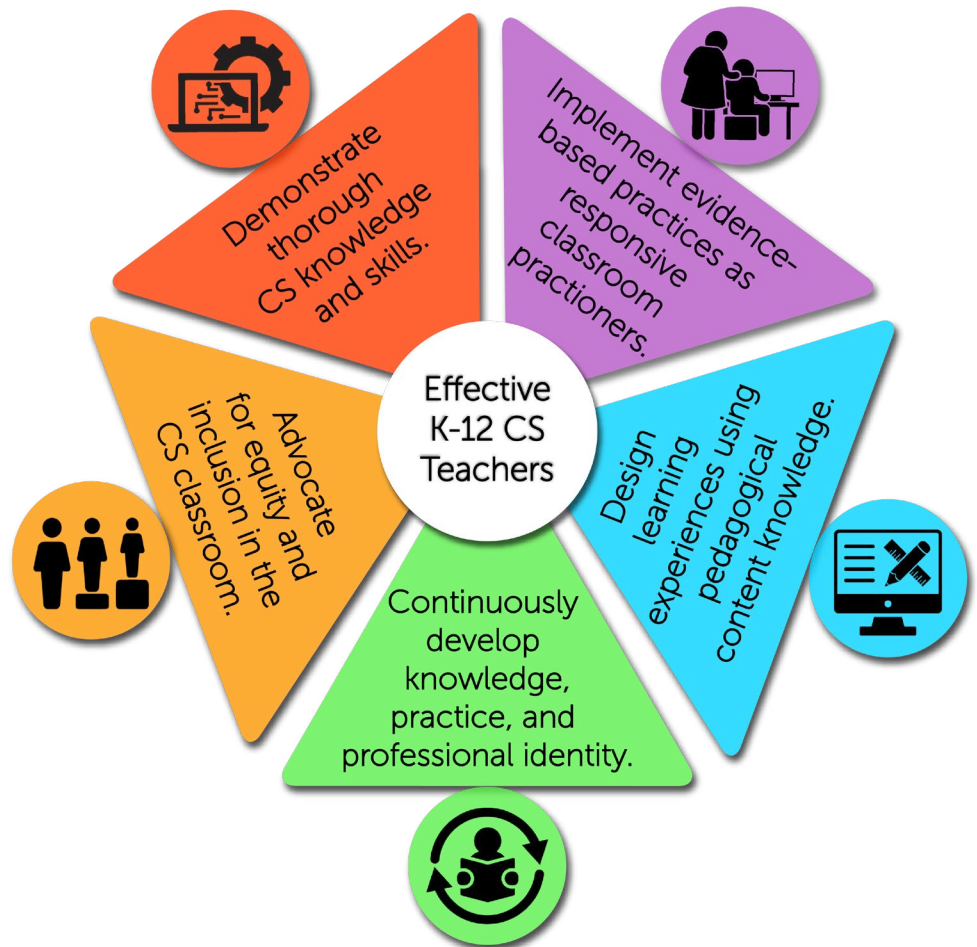 Demonstrate
thorough
CS knowledge
and skills.
Implement evidence-
based practices as
responsive
classroom
practioners.
Effective
K-12 CS
Teachers
Advocate
for equity and
inclusion in the
CS classroom.
Design
learning
experiences using
pedagogical
content knowledge.
Continuously
develop
knowledge,
practice, and
professional identity.